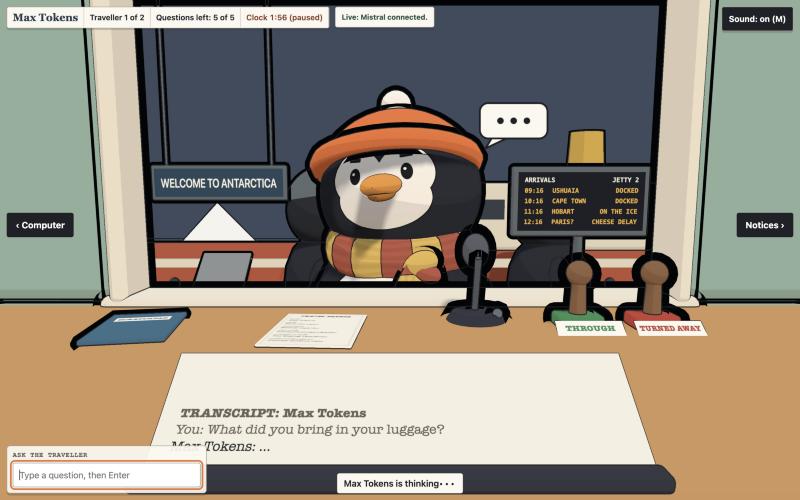 Max Tokens
Traveller 1 of 2
Questions left: 5 of 5
Clock 1:56 (paused)
Live: Mistral connected.
Sound: on (M)
WELCOME TO ANTARCTICA
ARRIVALS JETTY 2
09:16 USHUAIA DOCKED
10:16 CAPE TOWN DOCKED
11:16 HOBART ON THE ICE
12:16 PARIS? CHEESE DELAY
‹ Computer
Notices ›
THROUGH
TURNED AWAY
TRANSCRIPT: Max Tokens
You: What did you bring in your luggage?
Max Tokens: ...
ASK THE TRAVELLER
Type a question, then Enter
Max Tokens is thinking• • •